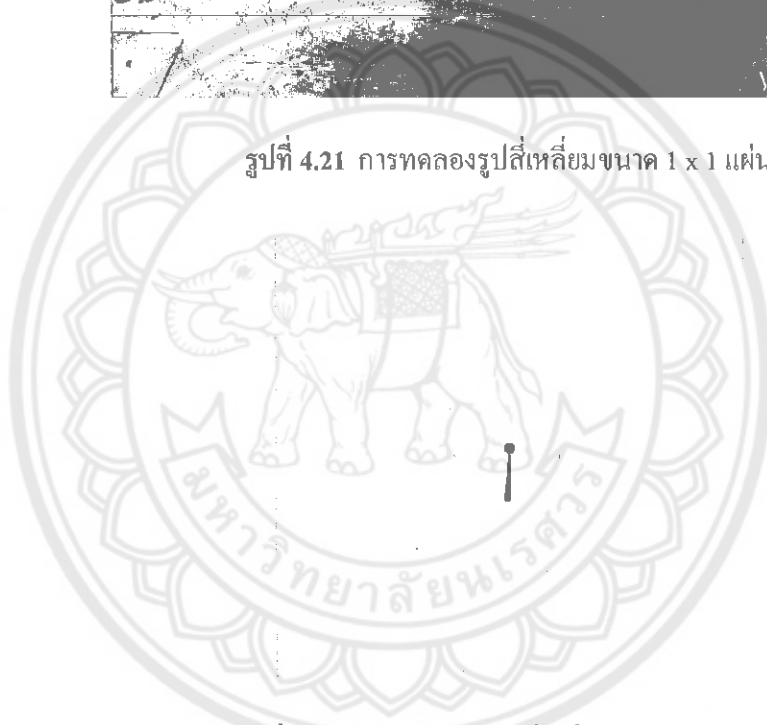 รูปที่ 4.21 การทดลองรูปสี่เหลี่ยมขนาด 1 x 1 แผ่น
มหาวิทยาลัยนเรศวร